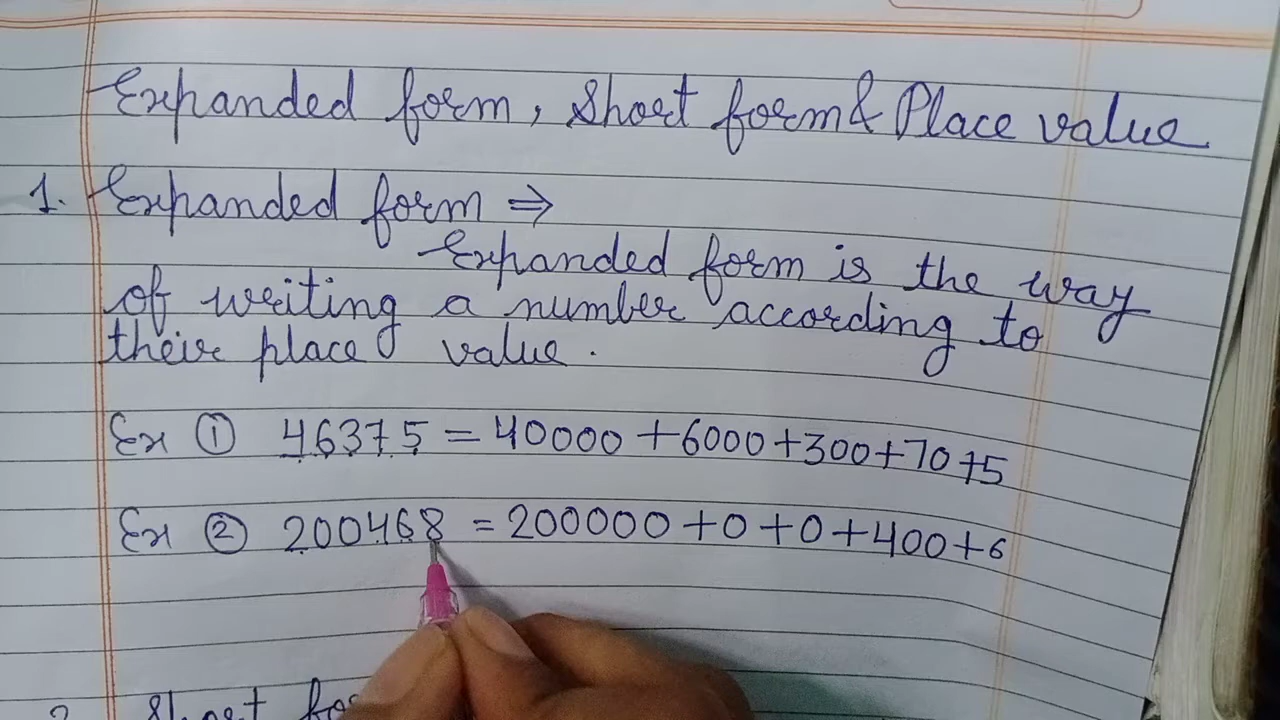 Expanded form, Short form & Place value
1. Expanded form ⇒
Expanded form is the way
of writing a number according to
their place value.
Ex ① 46375 = 40000 + 6000 + 300 + 70 + 5
Ex ② 200468 = 200000 + 0 + 0 + 400 + 6
2. Short